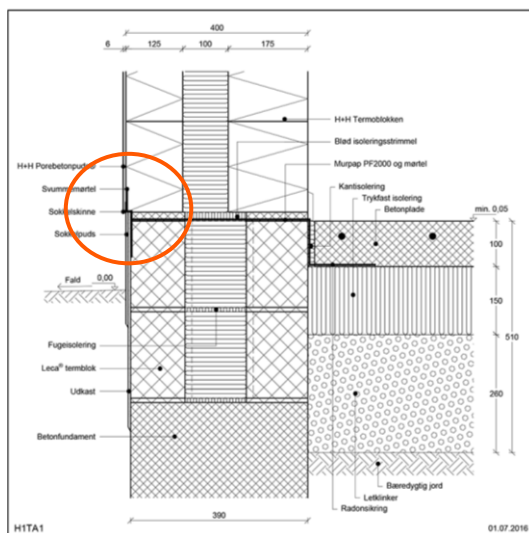 400
6 125 100 175
H+H Termoblokken
Blød isoleringsstrimmel
H+H Porebetonpuds
Murpap PF2000 og mørtel
Kantisolering
Svummemørtel
Trykfast isolering
Betonplade
min. 0,05
Sokkelskinne
Sokkelpuds
100
Fald 0,00
150
510
Fugeisolering
Leca® termblok
Udkast
260
Betonfundament
Bæredygtig jord
Letklinker
Radonsikring
390
H1TA1
01.07.2016